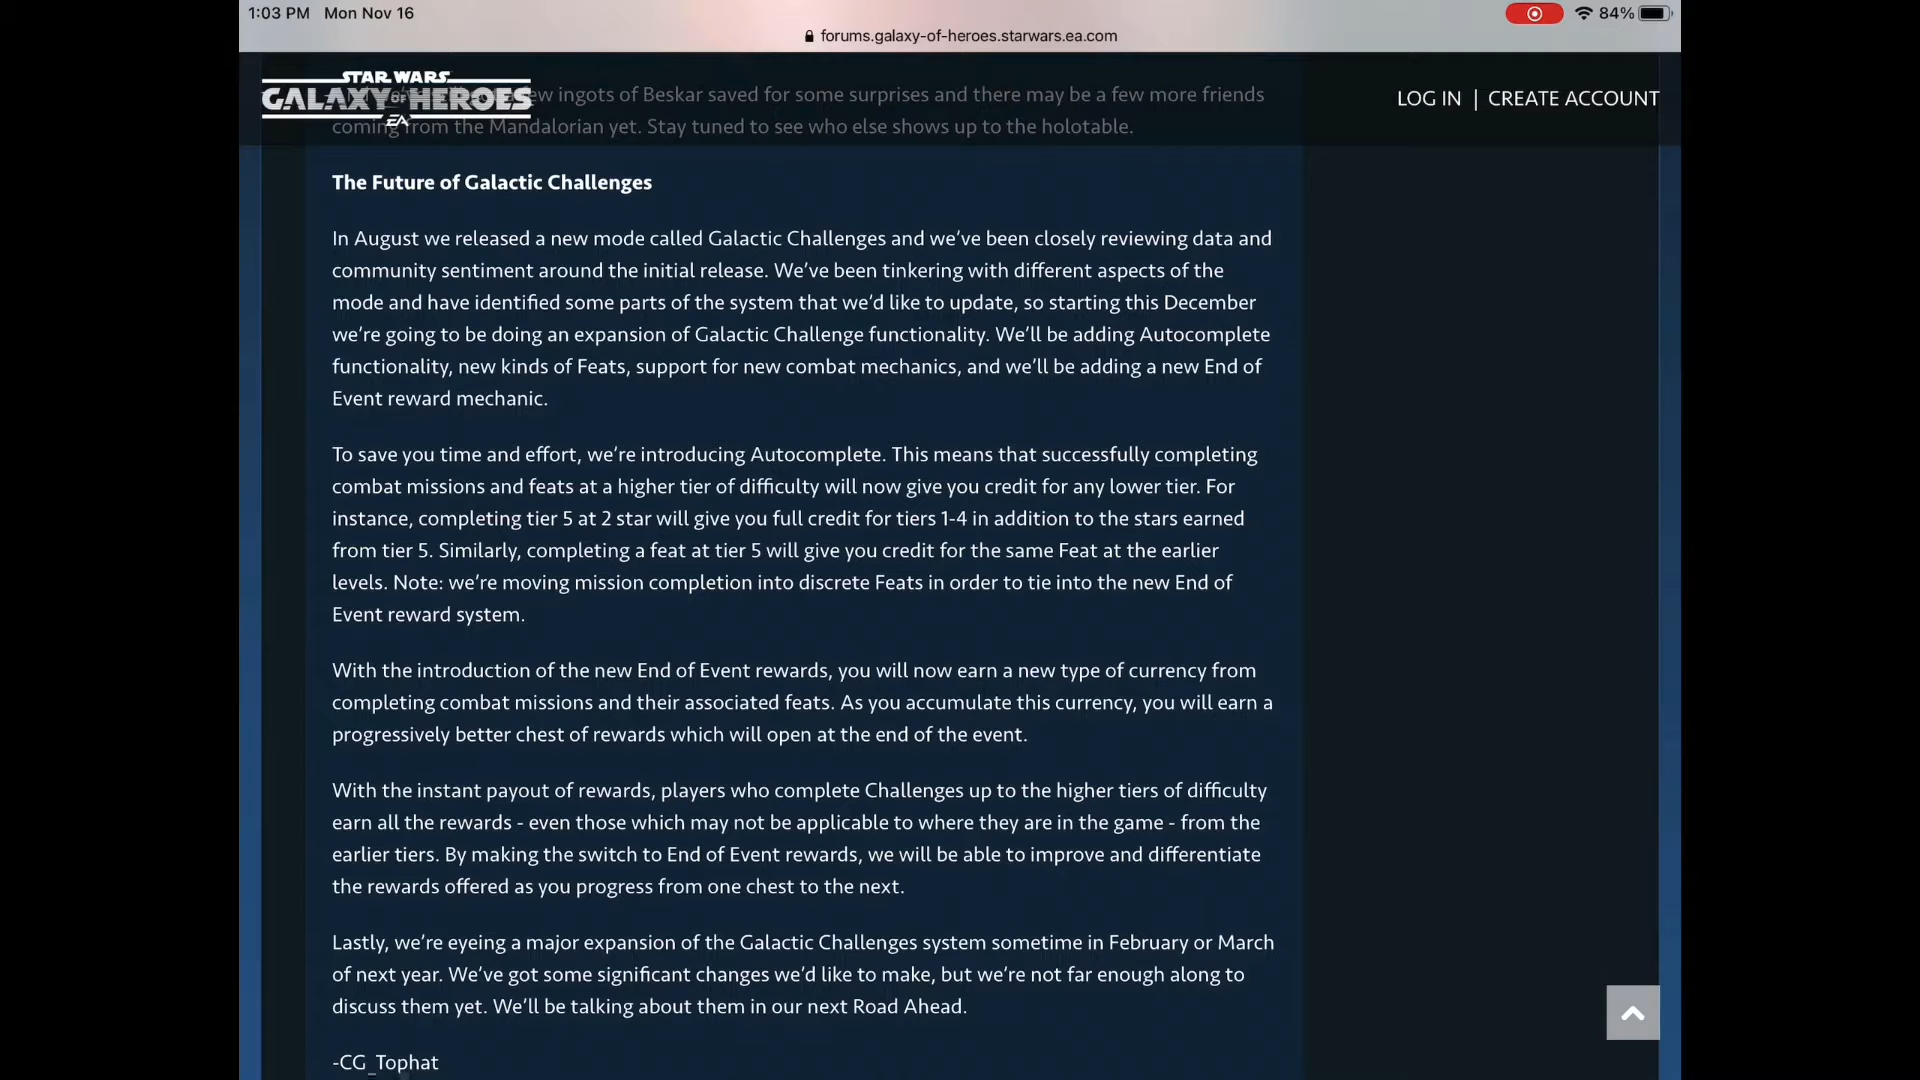 1:03 PM Mon Nov 16
84%
forums.galaxy-of-heroes.starwars.ea.com
STAR WARS
GALAXY OF HEROES
EA
LOG IN | CREATE ACCOUNT
ew ingots of Beskar saved for some surprises and there may be a few more friends
coming from the Mandalorian yet. Stay tuned to see who else shows up to the holotable.
The Future of Galactic Challenges
In August we released a new mode called Galactic Challenges and we’ve been closely reviewing data and
community sentiment around the initial release. We’ve been tinkering with different aspects of the
mode and have identified some parts of the system that we’d like to update, so starting this December
we’re going to be doing an expansion of Galactic Challenge functionality. We’ll be adding Autocomplete
functionality, new kinds of Feats, support for new combat mechanics, and we’ll be adding a new End of
Event reward mechanic.
To save you time and effort, we’re introducing Autocomplete. This means that successfully completing
combat missions and feats at a higher tier of difficulty will now give you credit for any lower tier. For
instance, completing tier 5 at 2 star will give you full credit for tiers 1-4 in addition to the stars earned
from tier 5. Similarly, completing a feat at tier 5 will give you credit for the same Feat at the earlier
levels. Note: we’re moving mission completion into discrete Feats in order to tie into the new End of
Event reward system.
With the introduction of the new End of Event rewards, you will now earn a new type of currency from
completing combat missions and their associated feats. As you accumulate this currency, you will earn a
progressively better chest of rewards which will open at the end of the event.
With the instant payout of rewards, players who complete Challenges up to the higher tiers of difficulty
earn all the rewards - even those which may not be applicable to where they are in the game - from the
earlier tiers. By making the switch to End of Event rewards, we will be able to improve and differentiate
the rewards offered as you progress from one chest to the next.
Lastly, we’re eyeing a major expansion of the Galactic Challenges system sometime in February or March
of next year. We’ve got some significant changes we’d like to make, but we’re not far enough along to
discuss them yet. We’ll be talking about them in our next Road Ahead.
-CG_Tophat